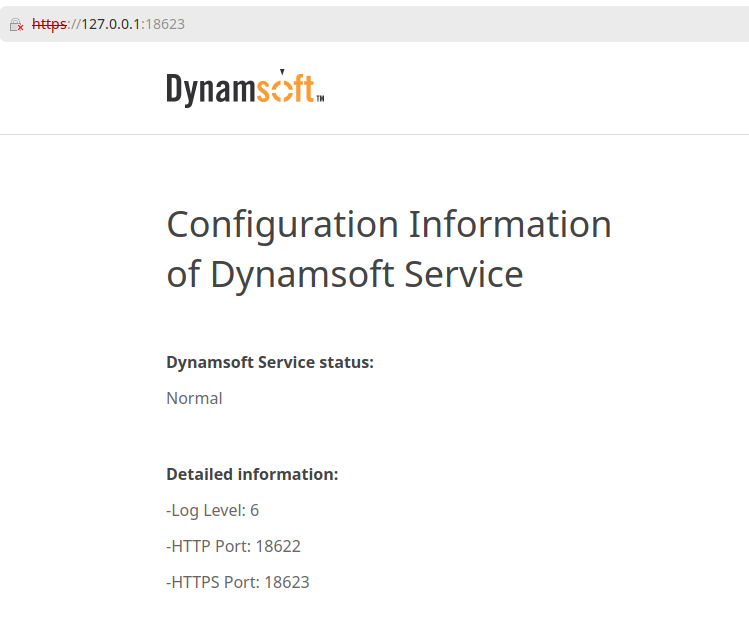 https://127.0.0.1:18623
Dynamsoft™
Configuration Information
of Dynamsoft Service
Dynamsoft Service status:
Normal
Detailed information:
-Log Level: 6
-HTTP Port: 18622
-HTTPS Port: 18623